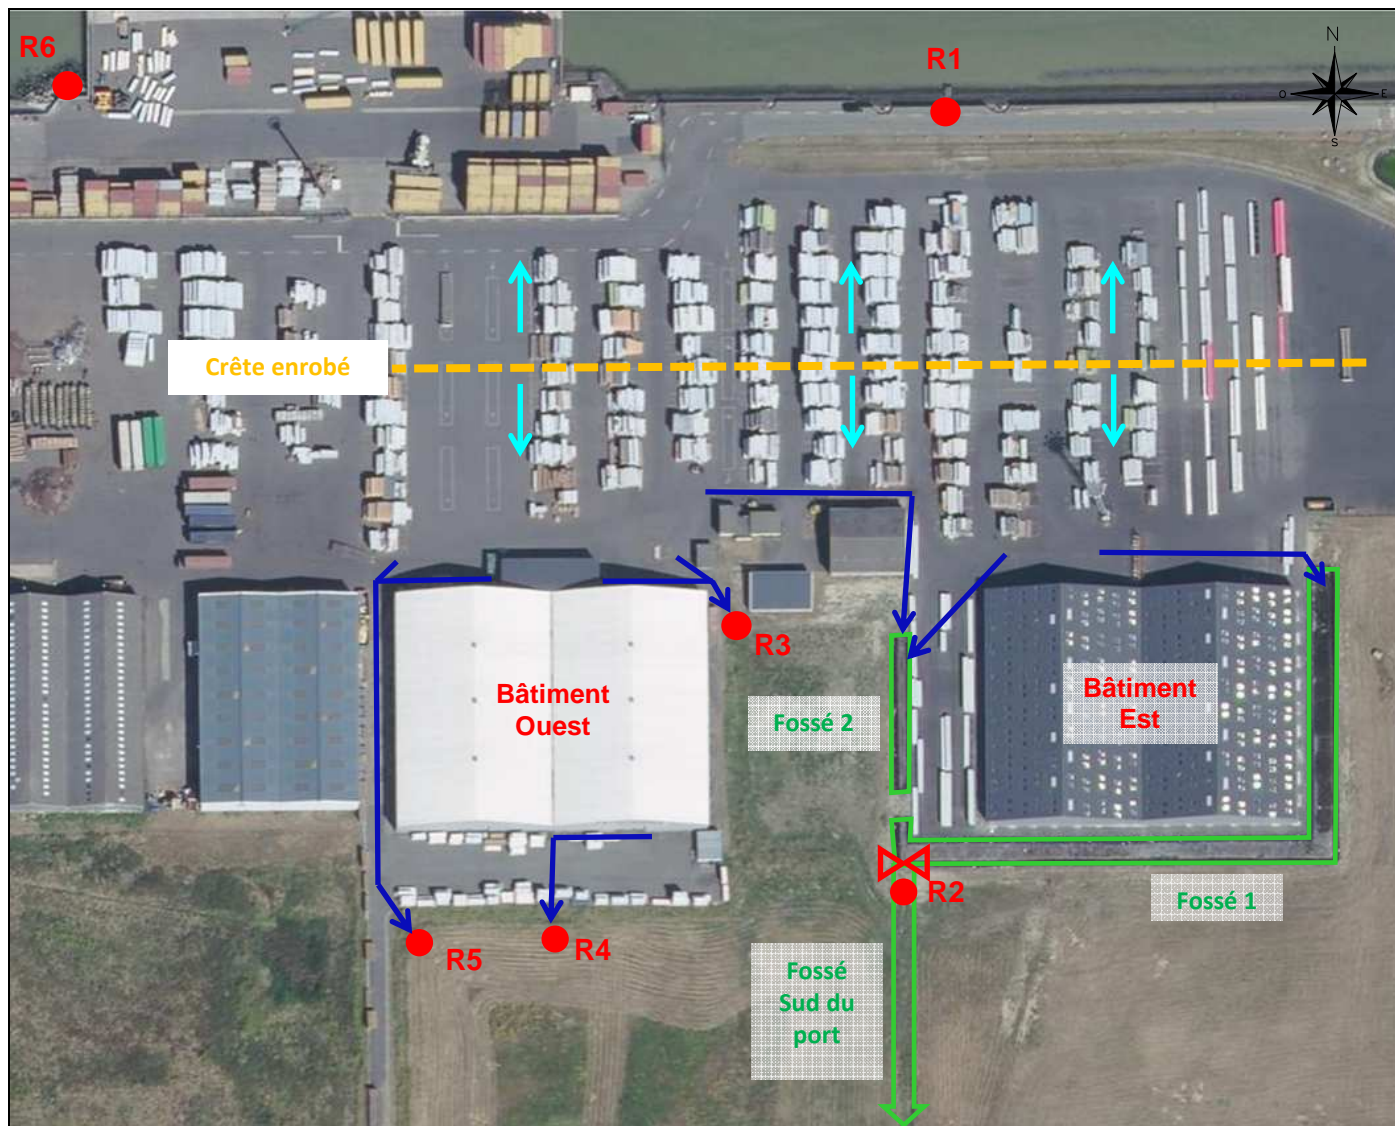 R6
R1
N
O
E
S
Crête enrobé
R3
Bâtiment
Ouest
Fossé 2
Bâtiment
Est
R2
Fossé 1
R5
R4
Fossé
Sud du
port